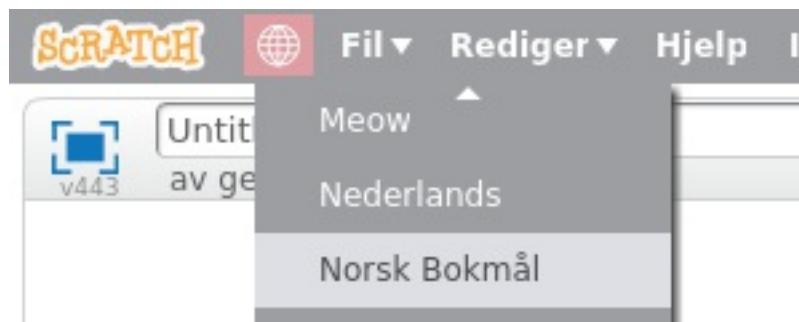 SCRATCH Fil Rediger Hjelp
Meow
Untit
Nederlands
v443 av ge
Norsk Bokmål